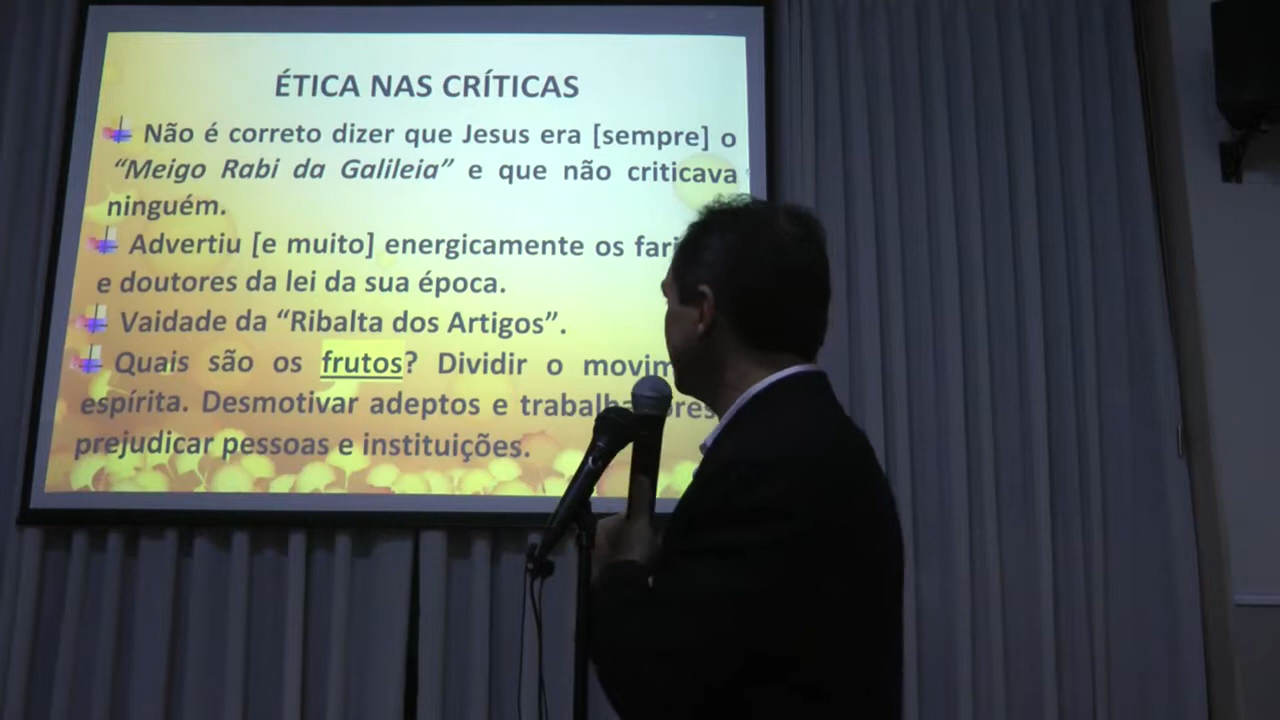 ÉTICA NAS CRÍTICAS
Não é correto dizer que Jesus era [sempre] o
“Meigo Rabi da Galileia” e que não criticava
ninguém.
Advertiu [e muito] energicamente os
e doutores da lei da sua época.
Vaidade da “Ribalta dos Artigos”.
Quais são os frutos? Dividir o
espírita. Desmotivar adeptos e
prejudicar pessoas e instituições.